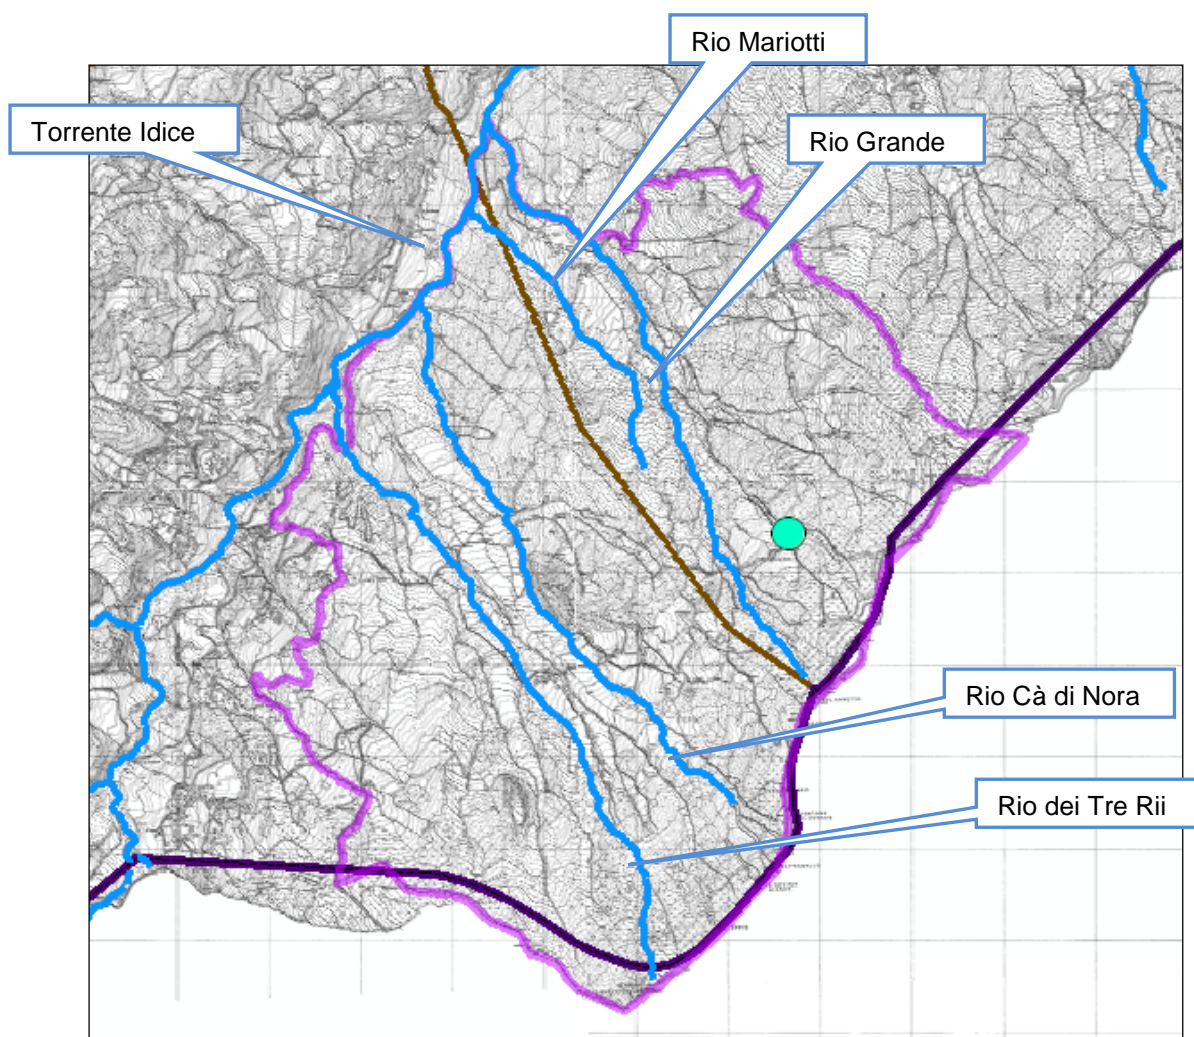 Rio Mariotti
Torrente Idice
Rio Grande
Rio Cà di Nora
Rio dei Tre Rii